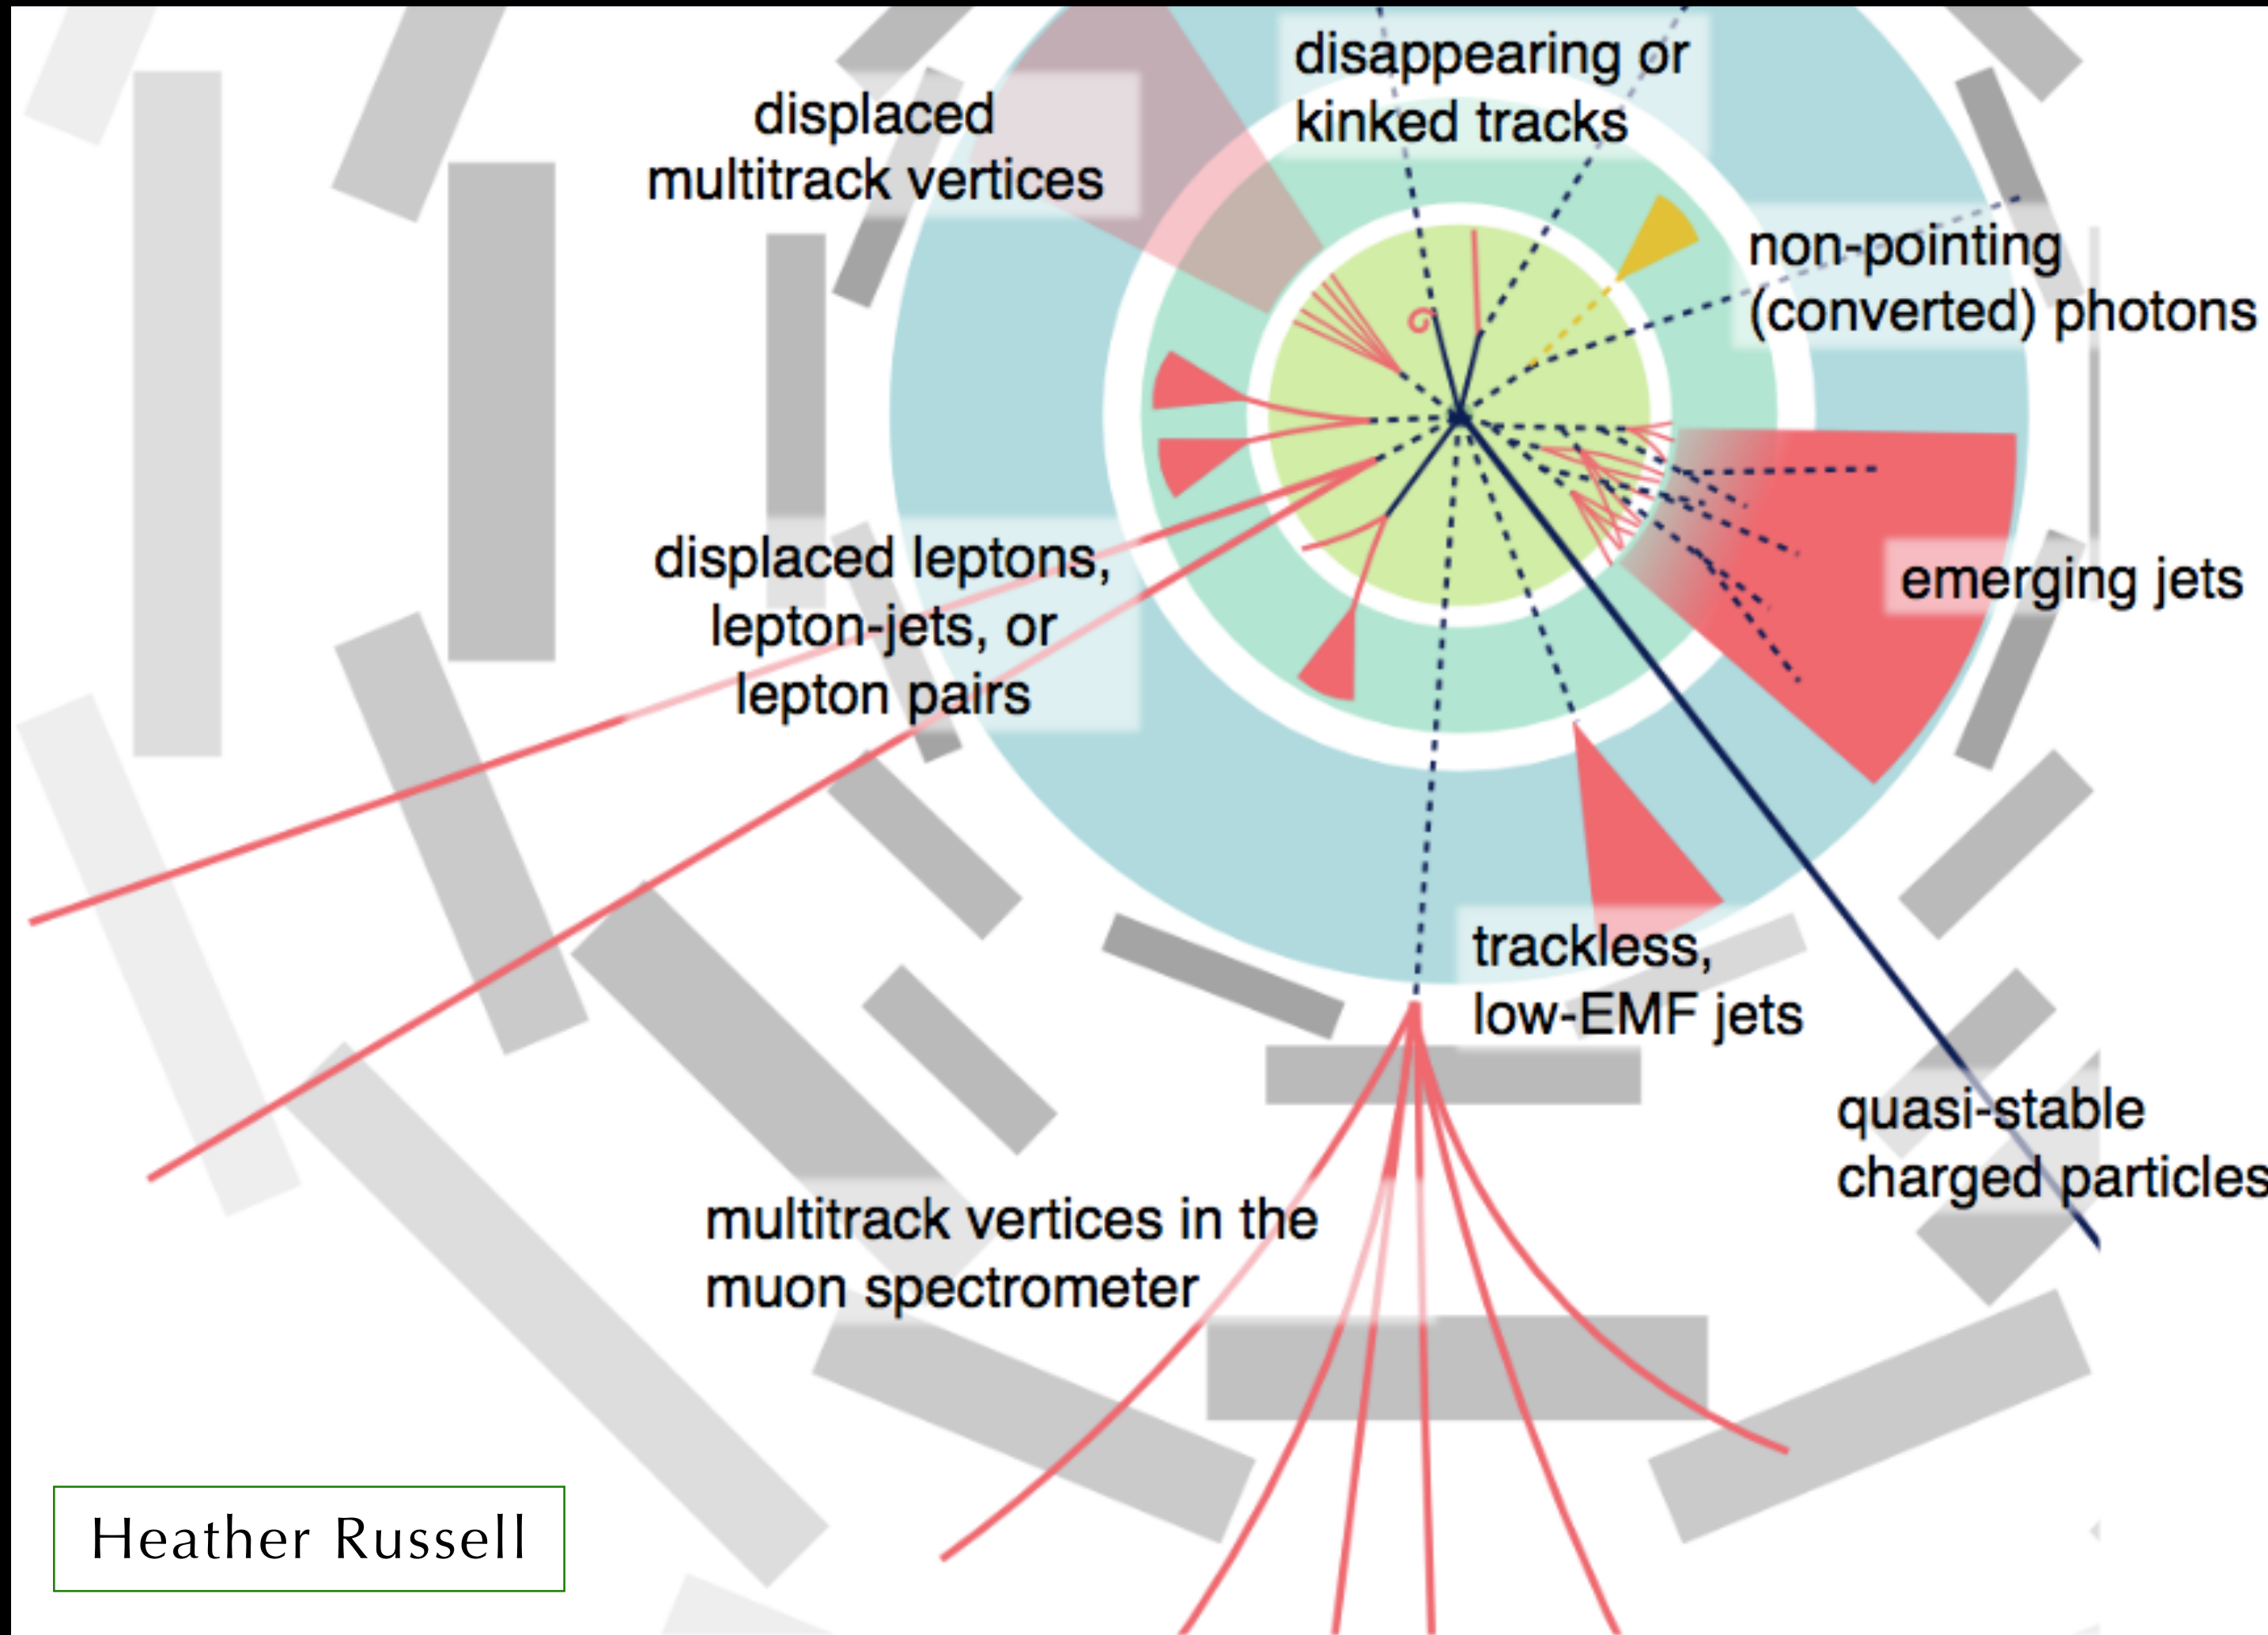 disappearing or
kinked tracks
displaced
multitrack vertices
non-pointing
(converted) photons
displaced leptons,
lepton-jets, or
lepton pairs
emerging jets
trackless,
low-EMF jets
quasi-stable
charged particles
multitrack vertices in the
muon spectrometer
Heather Russell